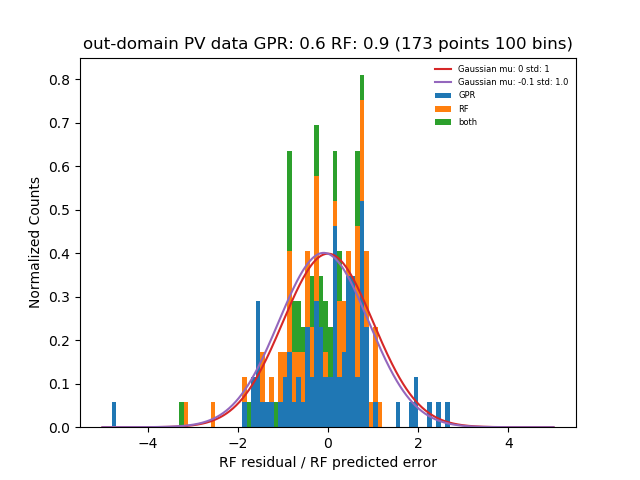 out-domain PV data GPR: 0.6 RF: 0.9 (173 points 100 bins)
Gaussian mu: 0 std: 1
Gaussian mu: -0.1 std: 1.0
GPR
RF
both
Normalized Counts
0.8
0.7
0.6
0.5
0.4
0.3
0.2
0.1
0.0
−4 −2 0 2 4
RF residual / RF predicted error